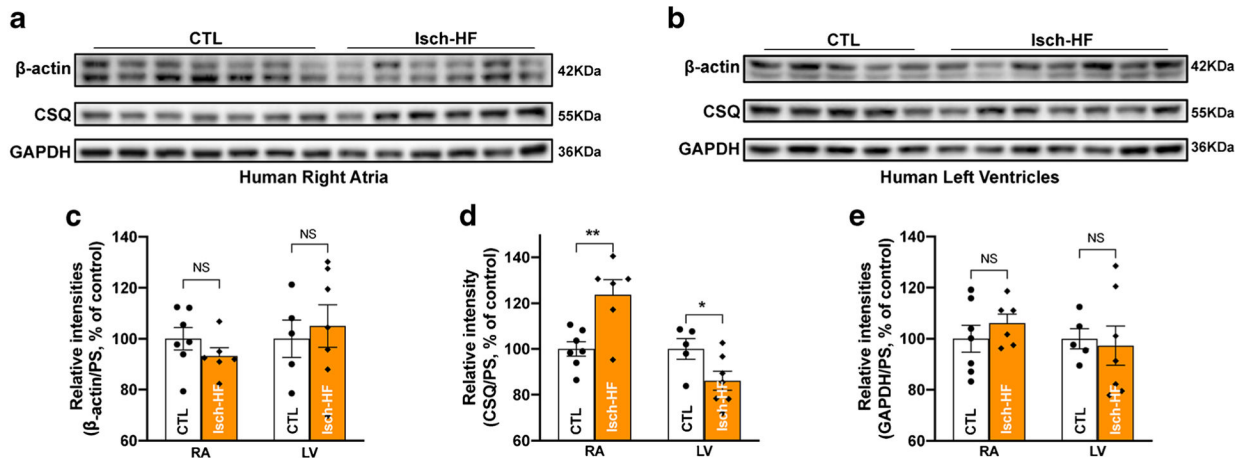 a
CTL
Isch-HF
β-actin
42KDa
CSQ
55KDa
GAPDH
36KDa
Human Right Atria
b
CTL
Isch-HF
β-actin
42KDa
CSQ
55KDa
GAPDH
36KDa
Human Left Ventricles
c
Relative intensities
(β-actin/PS, % of control)
140
120
100
80
60
NS
NS
CTL
Isch-HF
CTL
Isch-HF
RA
LV
d
Relative intensity
(CSQ/PS, % of control)
140
120
100
80
60
**
*
CTL
Isch-HF
CTL
Isch-HF
RA
LV
e
Relative intensities
(GAPDH/PS, % of control)
140
120
100
80
60
NS
NS
CTL
Isch-HF
CTL
Isch-HF
RA
LV